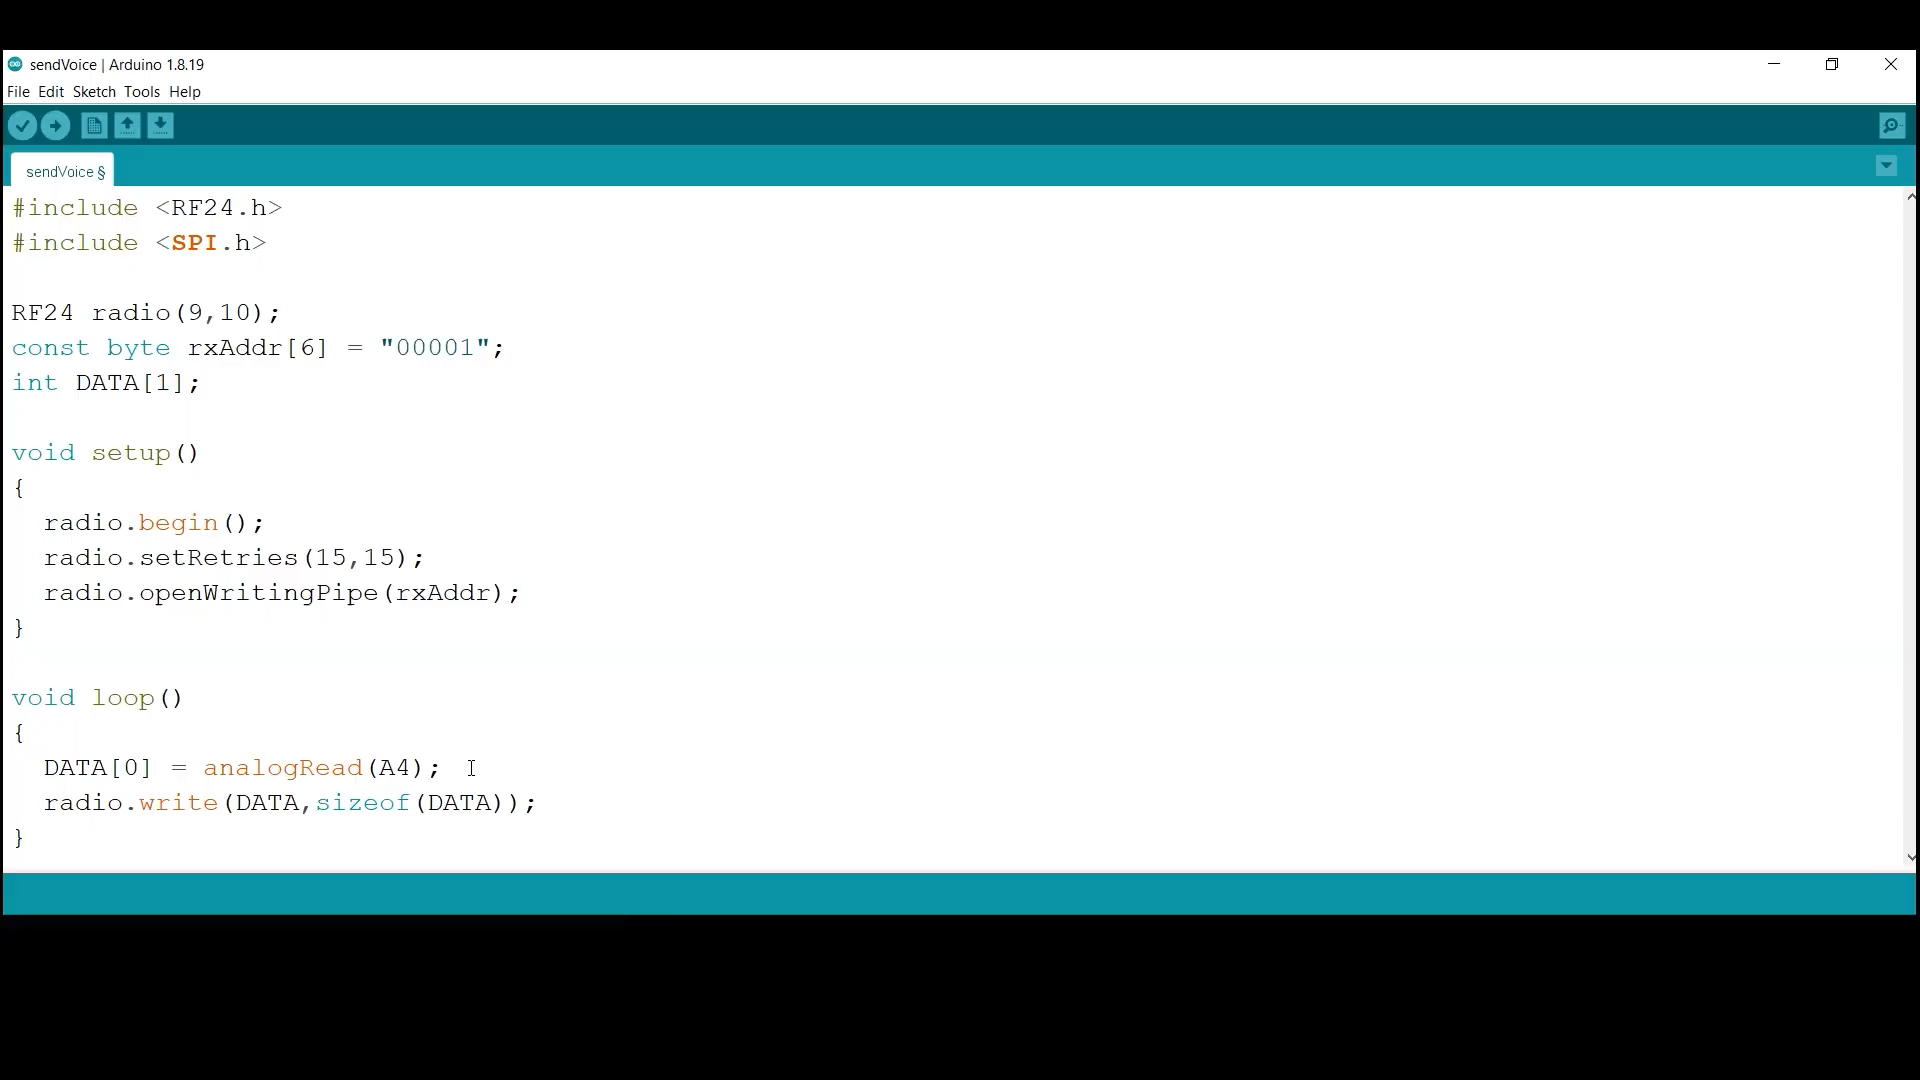 sendVoice | Arduino 1.8.19
File Edit Sketch Tools Help
sendVoice §
#include <RF24.h>
#include <SPI.h>
RF24 radio(9,10);
const byte rxAddr[6] = "00001";
int DATA[1];
void setup()
{
  radio.begin();
  radio.setRetries(15,15);
  radio.openWritingPipe(rxAddr);
}
void loop()
{
  DATA[0] = analogRead(A4);
  radio.write(DATA,sizeof(DATA));
}